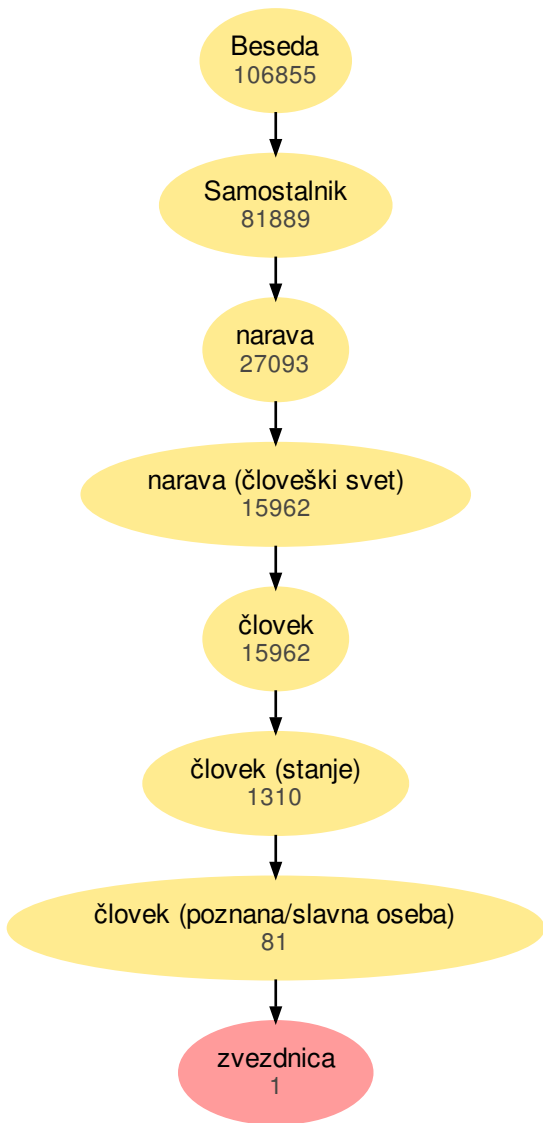 Beseda
106855
Samostalnik
81889
narava
27093
narava (človeški svet)
15962
človek
15962
človek (stanje)
1310
človek (poznana/slavna oseba)
81
zvezdnica
1